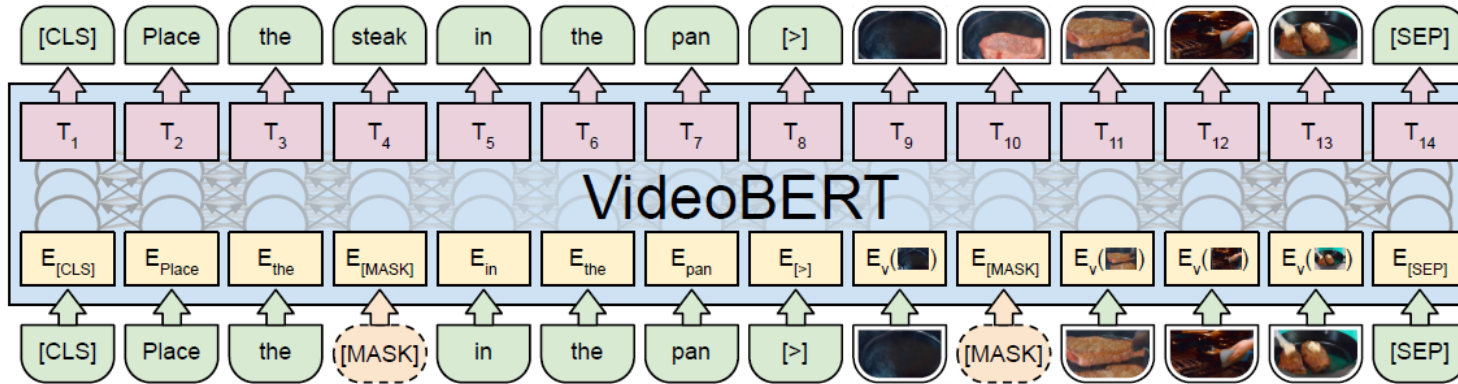 [CLS] Place the steak in the pan [>] [SEP]
T1 T2 T3 T4 T5 T6 T7 T8 T9 T10 T11 T12 T13 T14
VideoBERT
E[CLS] EPlace Ethe E[MASK] Ein Ethe Epan E[>] Ev( ) E[MASK] Ev( ) Ev( ) Ev( ) E[SEP]
[CLS] Place the [MASK] in the pan [>] [MASK] [SEP]